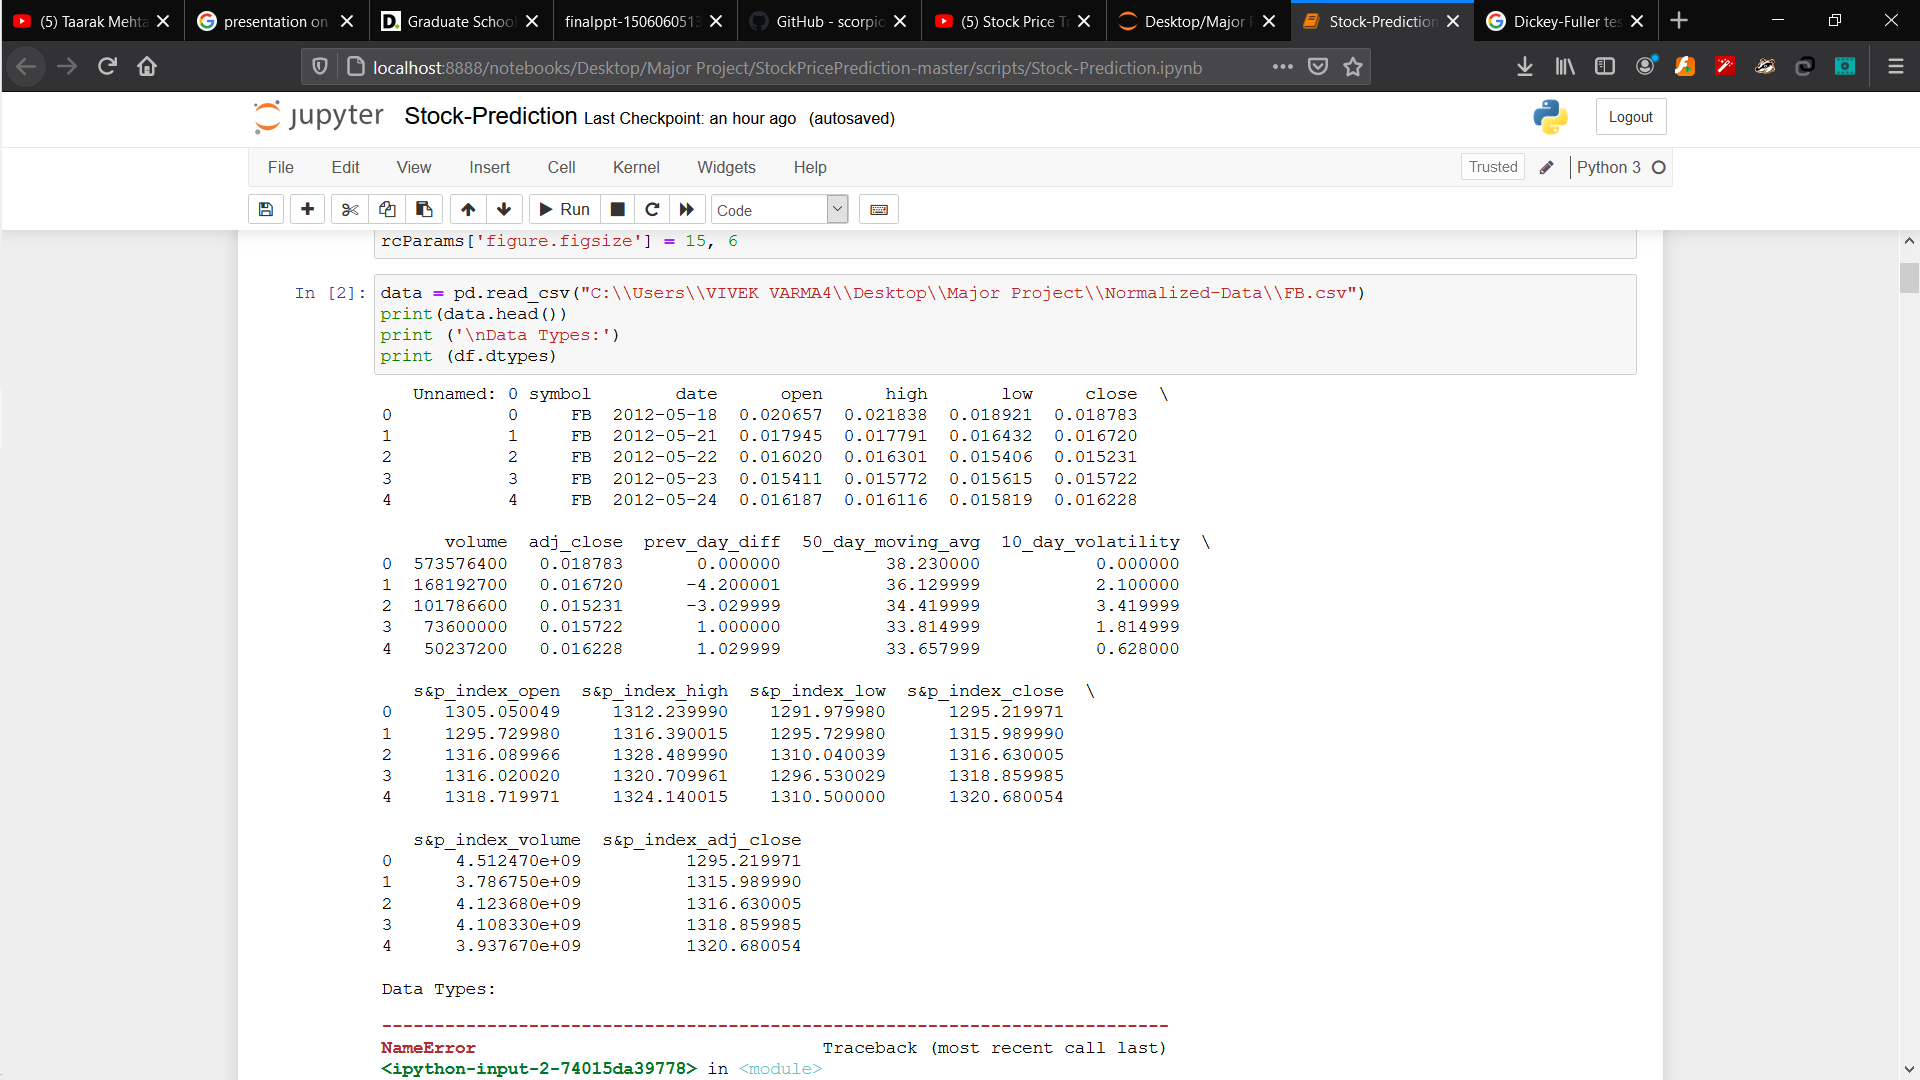 (5) Taarak Mehta
presentation on
Graduate School
finalppt-1506060513
GitHub - scorpio
(5) Stock Price Tr
Desktop/Major P
Stock-Prediction
Dickey-Fuller tes
localhost:8888/notebooks/Desktop/Major Project/StockPricePrediction-master/scripts/Stock-Prediction.ipynb
jupyter Stock-Prediction Last Checkpoint: an hour ago (autosaved)
Logout
File Edit View Insert Cell Kernel Widgets Help
Trusted Python 3
Run Code
rcParams['figure.figsize'] = 15, 6
In [2]: data = pd.read_csv("C:\\Users\\VIVEK VARMA4\\Desktop\\Major Project\\Normalized-Data\\FB.csv")
print(data.head())
print ('\nData Types:')
print (df.dtypes)
Unnamed: 0 symbol date open high low close \
0 0 FB 2012-05-18 0.020657 0.021838 0.018921 0.018783
1 1 FB 2012-05-21 0.017945 0.017791 0.016432 0.016720
2 2 FB 2012-05-22 0.016020 0.016301 0.015406 0.015231
3 3 FB 2012-05-23 0.015411 0.015772 0.015615 0.015722
4 4 FB 2012-05-24 0.016187 0.016116 0.015819 0.016228
volume adj_close prev_day_diff 50_day_moving_avg 10_day_volatility \
0 573576400 0.018783 0.000000 38.230000 0.000000
1 168192700 0.016720 -4.200001 36.129999 2.100000
2 101786600 0.015231 -3.029999 34.419999 3.419999
3 73600000 0.015722 1.000000 33.814999 1.814999
4 50237200 0.016228 1.029999 33.657999 0.628000
s&p_index_open s&p_index_high s&p_index_low s&p_index_close \
0 1305.050049 1312.239990 1291.979980 1295.219971
1 1295.729980 1316.390015 1295.729980 1315.989990
2 1316.089966 1328.489990 1310.040039 1316.630005
3 1316.020020 1320.709961 1296.530029 1318.859985
4 1318.719971 1324.140015 1310.500000 1320.680054
s&p_index_volume s&p_index_adj_close
0 4.512470e+09 1295.219971
1 3.786750e+09 1315.989990
2 4.123680e+09 1316.630005
3 4.108330e+09 1318.859985
4 3.937670e+09 1320.680054
Data Types:
---------------------------------------------------------------------------
NameError Traceback (most recent call last)
<ipython-input-2-74015da39778> in <module>